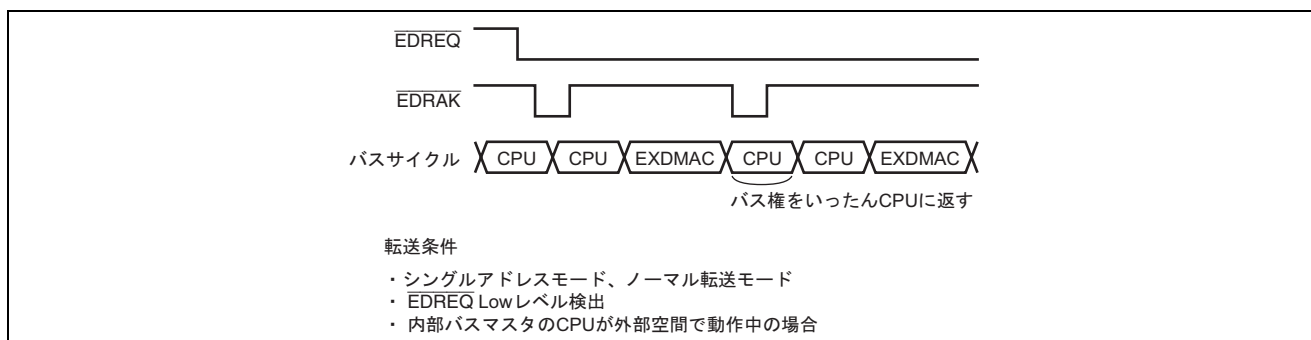 EDREQ
EDRAK
バスサイクル CPU CPU EXDMAC CPU CPU EXDMAC
バス権をいったんCPUに返す
転送条件
・シングルアドレスモード、ノーマル転送モード
・ EDREQ Lowレベル検出
・ 内部バスマスタのCPUが外部空間で動作中の場合